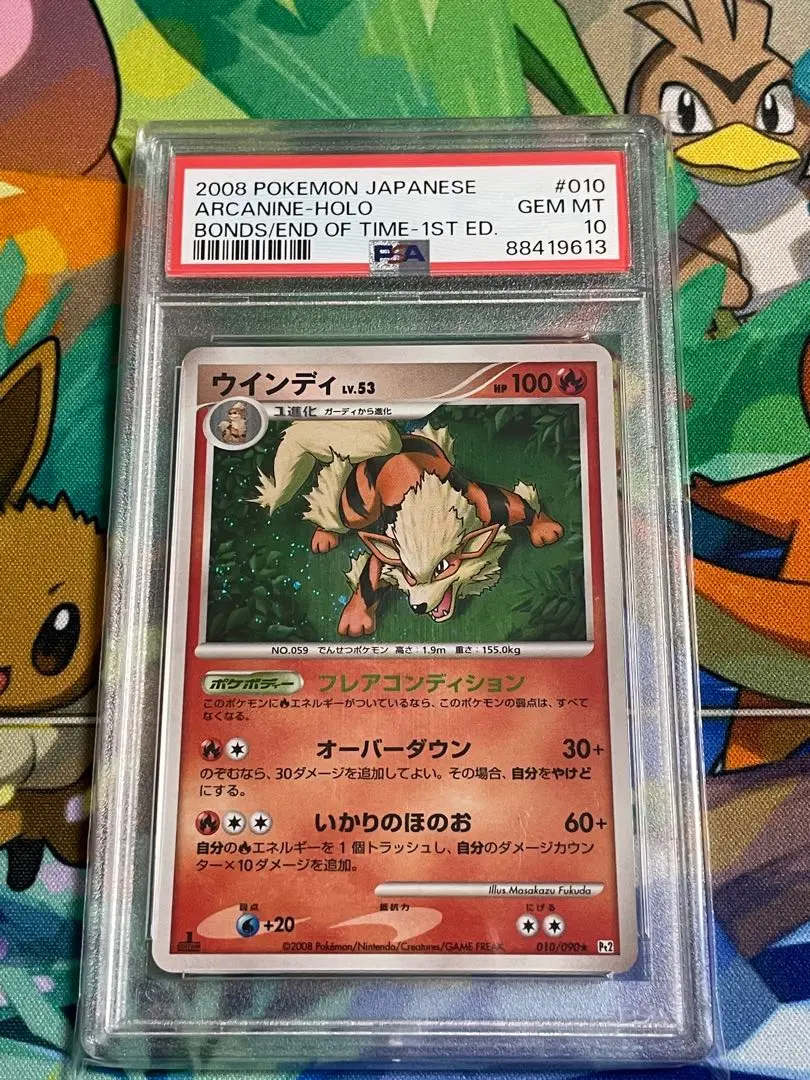 2008 POKEMON JAPANESE #010
ARCANINE-HOLO GEM MT
BONDS/END OF TIME-1ST ED. 10
PSA 88419613
ウインディ LV.53 HP 100
1進化 ガーディから進化
NO.059 でんせつポケモン 高さ:1.9m 重さ:155.0kg
ポケボディー フレアコンディション
このポケモンに エネルギーがついているなら、このポケモンの弱点は、すべて
なくなる。
オーバーダウン 30+
のぞむなら、30ダメージを追加してよい。その場合、自分をやけど
にする。
いかりのほのお 60+
自分の エネルギーを1個トラッシュし、自分のダメージカウン
ター×10ダメージを追加。
Illus. Masakazu Fukuda
弱点 抵抗力 にげる
+20
1 EDITION ©2008 Pokémon/Nintendo/Creatures/GAME FREAK. 010/090★ Pt2